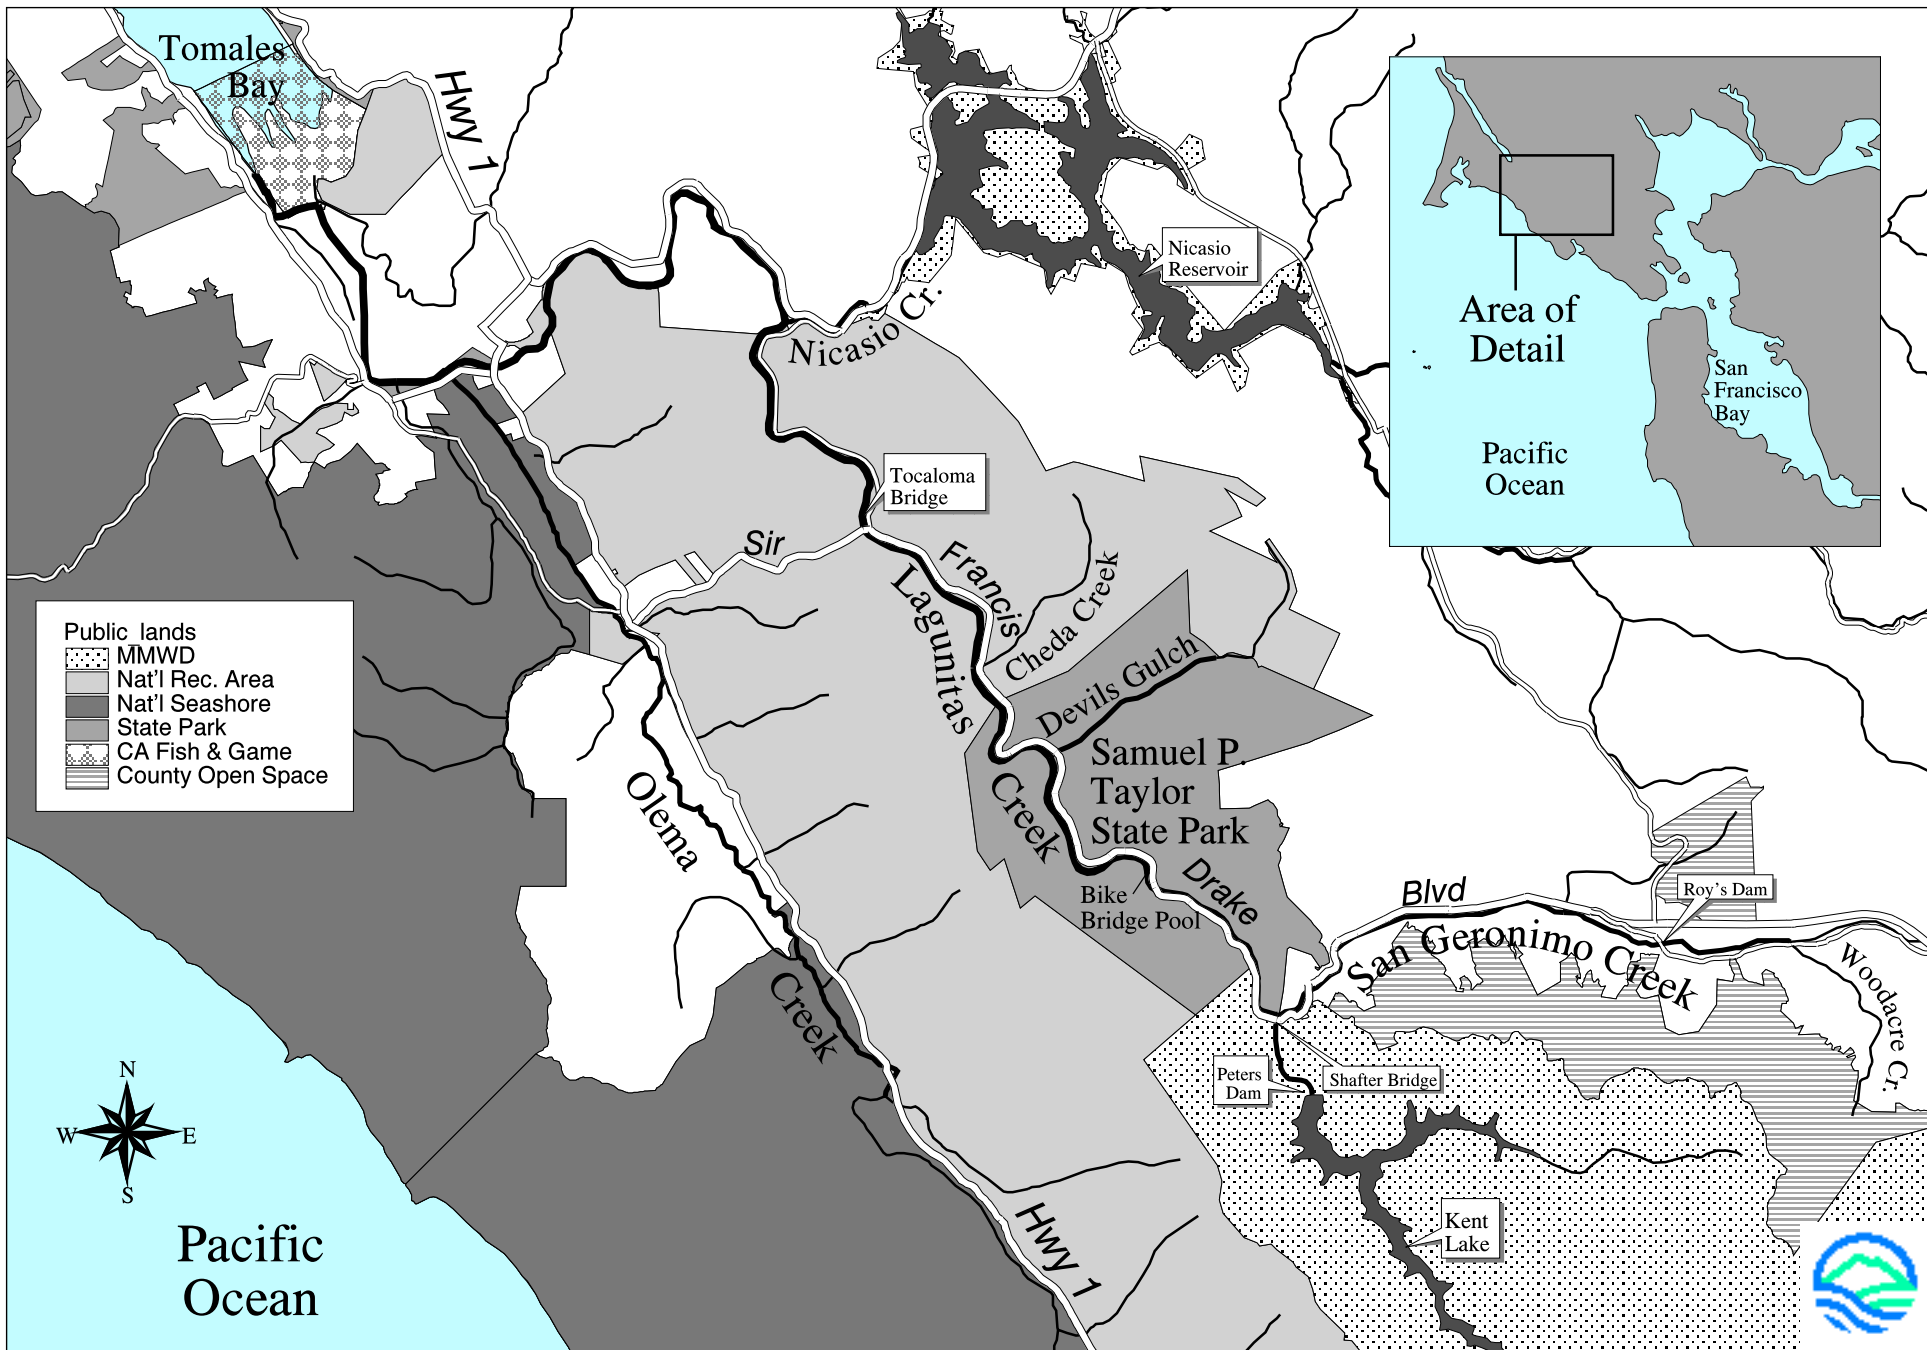 Tomales
Bay
Hwy 1
Nicasio
Reservoir
Nicasio Cr.
Area of
Detail
San
Francisco
Bay
Pacific
Ocean
Tocaloma
Bridge
Sir
Francis
Drake
Blvd
Lagunitas
Creek
Cheda Creek
Devils Gulch
Samuel P.
Taylor
State Park
Bike
Bridge Pool
Public_lands
MMWD
Nat'l Rec. Area
Nat'l Seashore
State Park
CA Fish & Game
County Open Space
Olema
Creek
Roy's Dam
San Geronimo Creek
Woodacre Cr.
Peters
Dam
Shafter Bridge
Kent
Lake
Hwy 1
N
W
E
S
Pacific
Ocean